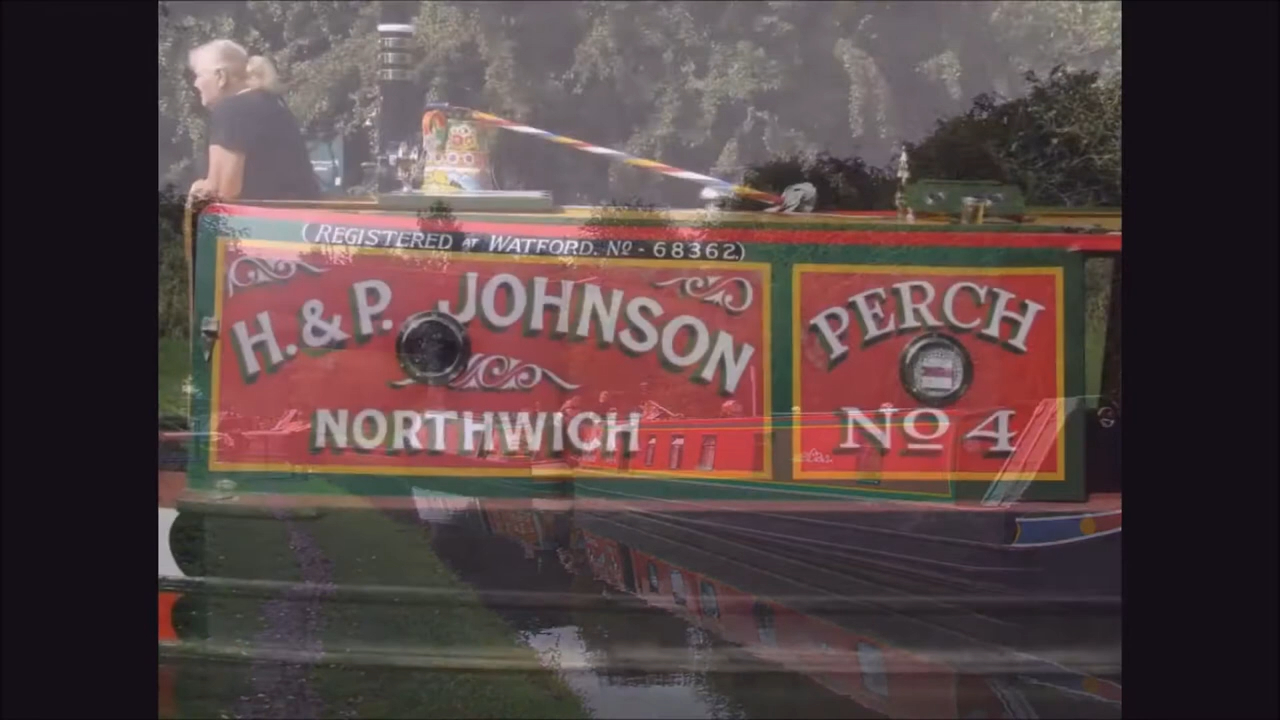 (REGISTERED AT WATFORD. No - 68362.)
H. & P. JOHNSON
NORTHWICH
PERCH
No 4